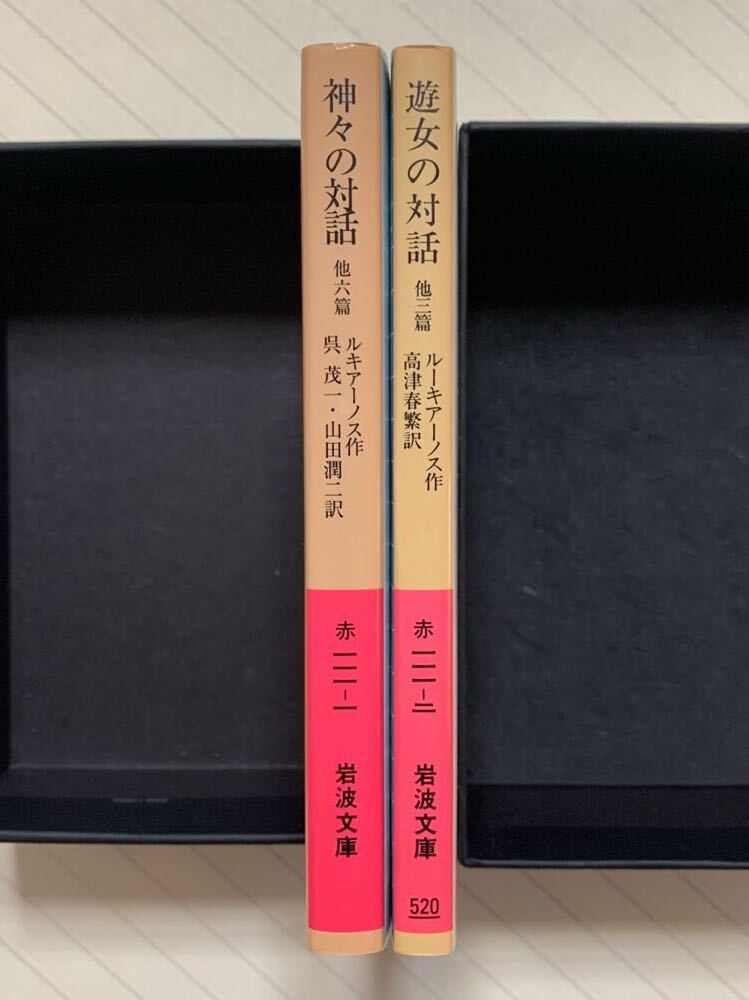 神々の対話
他六篇
ルキアーノス作
呉 茂一・山田潤二訳
赤 一一一-一
岩波文庫
遊女の対話
他三篇
ルーキアーノス作
高津春繁訳
赤 一一一-二
岩波文庫
520